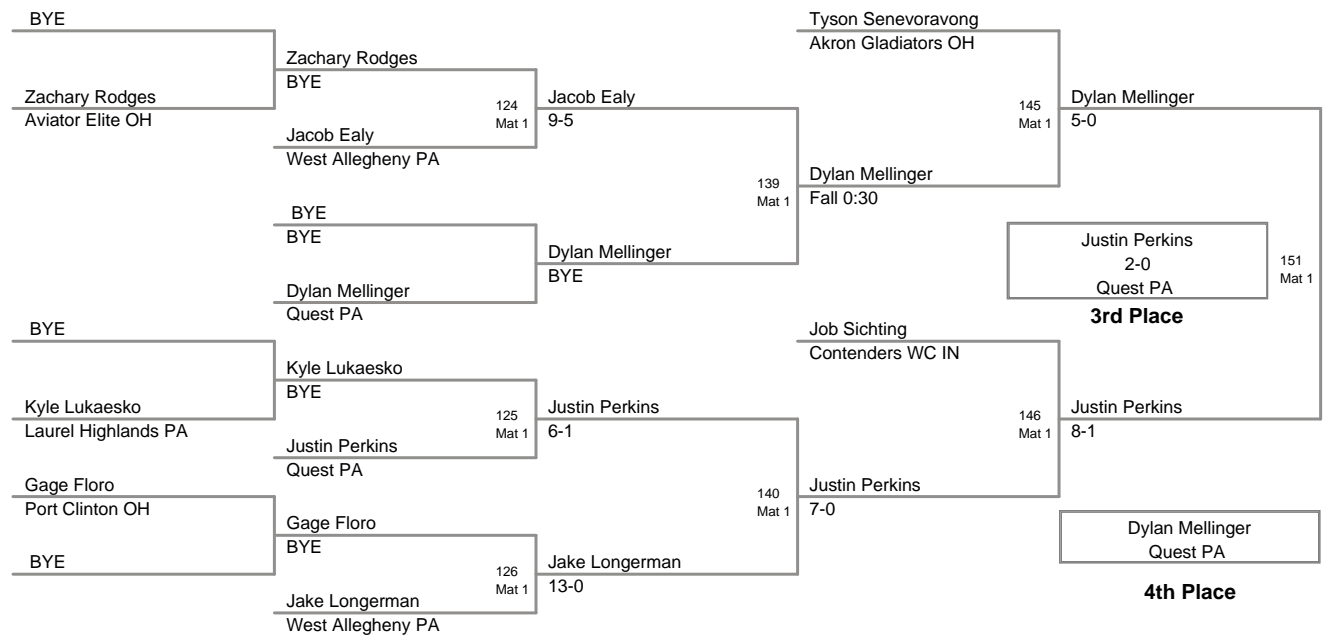 BYE
Zachary Rodges
Aviator Elite OH
Zachary Rodges
BYE
Jacob Ealy
West Allegheny PA
124
Mat 1
Jacob Ealy
9-5
BYE
BYE
Dylan Mellinger
Quest PA
Dylan Mellinger
BYE
139
Mat 1
Dylan Mellinger
Fall 0:30
Tyson Senevoravong
Akron Gladiators OH
145
Mat 1
Dylan Mellinger
5-0
Justin Perkins
2-0
Quest PA
3rd Place
151
Mat 1
BYE
Kyle Lukaesko
Laurel Highlands PA
Kyle Lukaesko
BYE
Justin Perkins
Quest PA
125
Mat 1
Justin Perkins
6-1
Gage Floro
Port Clinton OH
BYE
Gage Floro
BYE
Jake Longerman
West Allegheny PA
126
Mat 1
Jake Longerman
13-0
140
Mat 1
Justin Perkins
7-0
Job Sichting
Contenders WC IN
146
Mat 1
Justin Perkins
8-1
Dylan Mellinger
Quest PA
4th Place